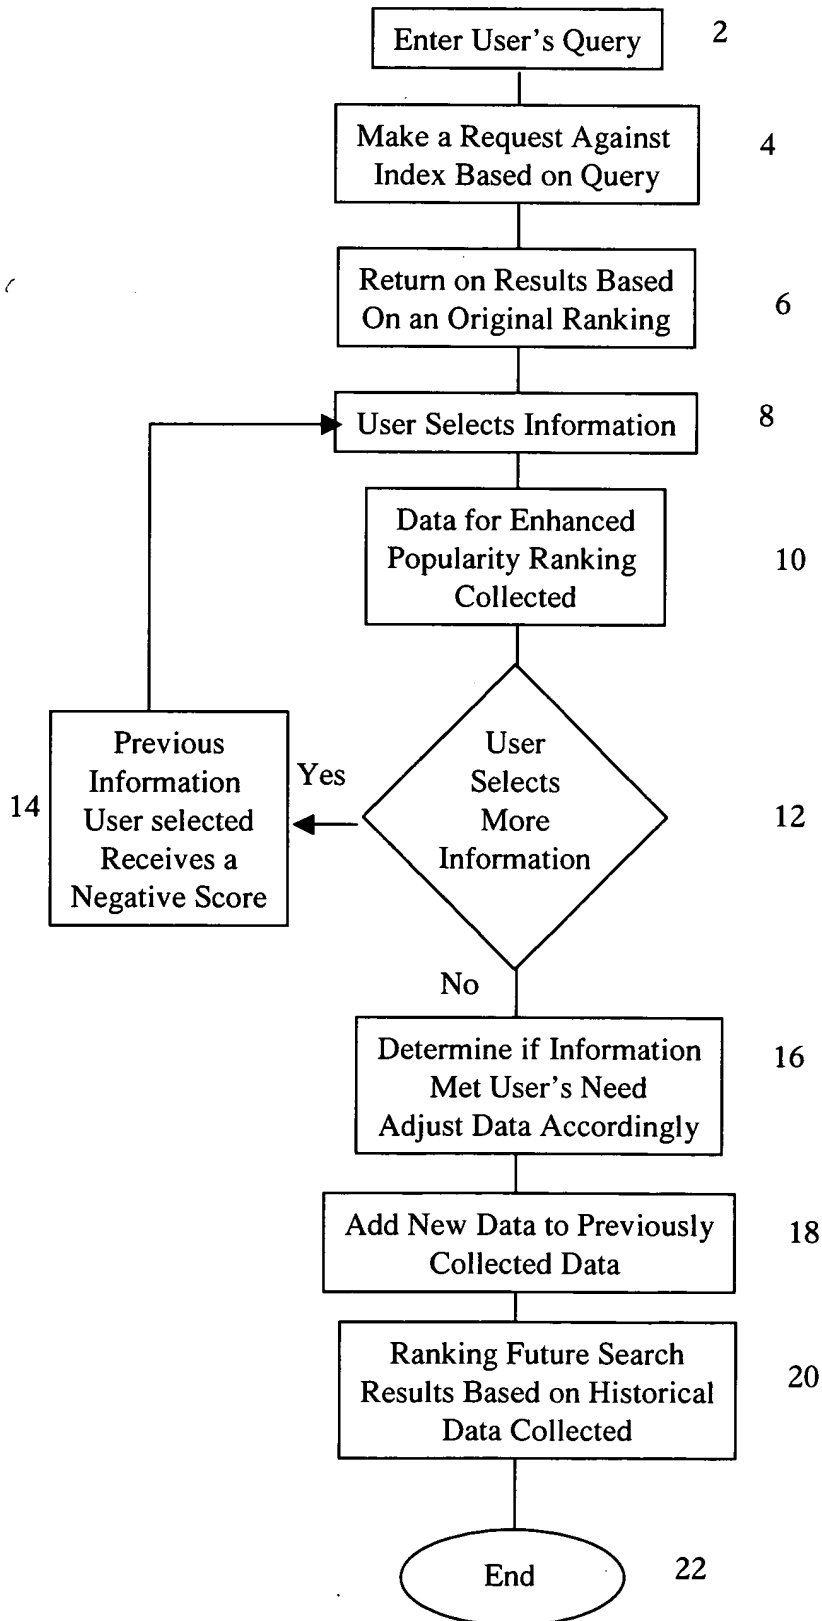 Enter User's Query
2
Make a Request Against
Index Based on Query
4
Return on Results Based
On an Original Ranking
6
User Selects Information
8
Data for Enhanced
Popularity Ranking
Collected
10
User
Selects
More
Information
12
Yes
Previous
Information
User selected
Receives a
Negative Score
14
No
Determine if Information
Met User's Need
Adjust Data Accordingly
16
Add New Data to Previously
Collected Data
18
Ranking Future Search
Results Based on Historical
Data Collected
20
End
22